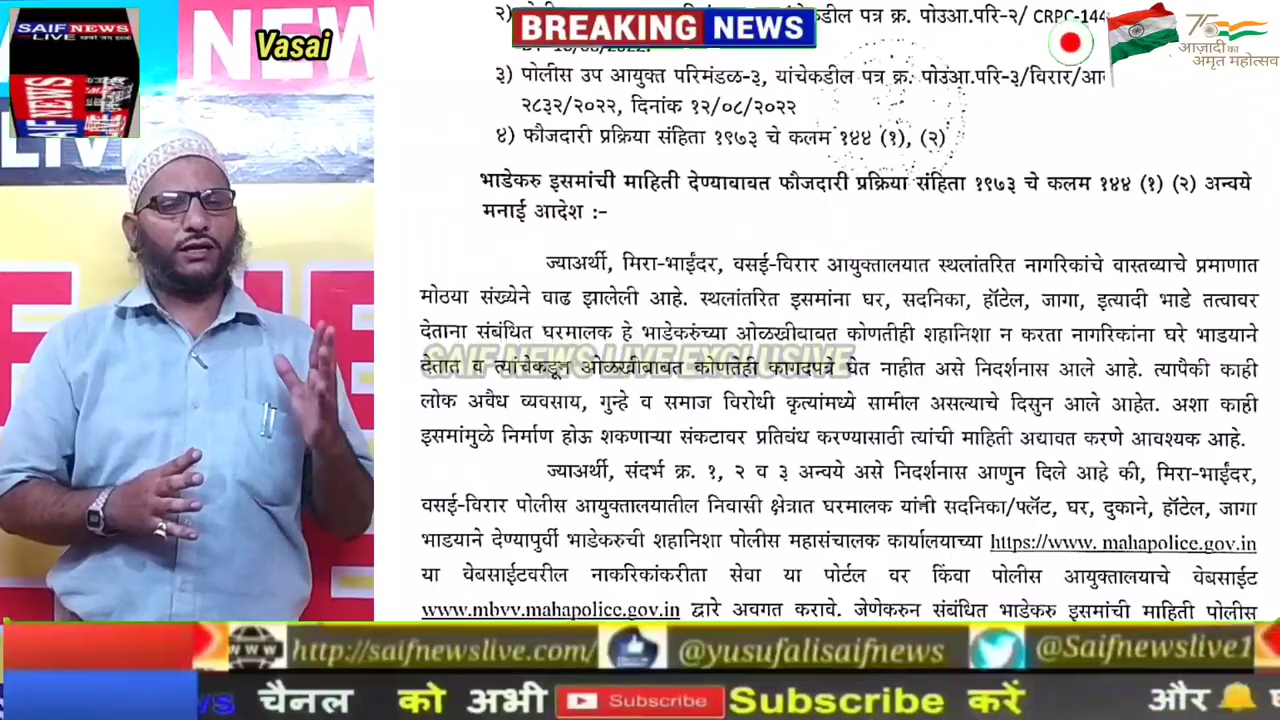 SAIF NEWS
LIVE
Vasai
BREAKING NEWS
75
आज़ादी का
अमृत महोत्सव
पत्र क्र. पोउआ.परि-२/ CRPC-144
३) पोलीस उप आयुक्त परिमंडळ-३, यांचेकडील पत्र क्र. पोउआ.परि-३/विरार/आ
२८३२/२०२२, दिनांक १२/०८/२०२२
४) फौजदारी प्रक्रिया संहिता १९७३ चे कलम १४४ (१), (२)
भाडेकरु इसमांची माहिती देण्याबाबत फौजदारी प्रक्रिया संहिता १९७३ चे कलम १४४ (१) (२) अन्वये
मनाई आदेश :-
ज्याअर्थी, मिरा-भाईंदर, वसई-विरार आयुक्तालयात स्थलांतरित नागरिकांचे वास्तव्याचे प्रमाणात
मोठया संख्येने वाढ झालेली आहे. स्थलांतरित इसमांना घर, सदनिका, हॉटेल, जागा, इत्यादी भाडे तत्वावर
देताना संबंधित घरमालक हे भाडेकरुंच्या ओळखीबाबत कोणतीही शहानिशा न करता नागरिकांना घरे भाडयाने
देतात व त्यांचेकडून ओळखीबाबत कोणतही कागदपत्रे घेत नाहीत असे निदर्शनास आले आहे. त्यापैकी काही
SAIF NEWS LIVE EXCLUSIVE
लोक अवैध व्यवसाय, गुन्हे व समाज विरोधी कृत्यांमध्ये सामील असल्याचे दिसुन आले आहेत. अशा काही
इसमांमुळे निर्माण होऊ शकणाऱ्या संकटावर प्रतिबंध करण्यासाठी त्यांची माहिती अद्यावत करणे आवश्यक आहे.
ज्याअर्थी, संदर्भ क्र. १, २ व ३ अन्वये असे निदर्शनास आणुन दिले आहे की, मिरा-भाईंदर,
वसई-विरार पोलीस आयुक्तालयातील निवासी क्षेत्रात घरमालक यांनी सदनिका/फ्लॅट, घर, दुकाने, हॉटेल, जागा
भाडयाने देण्यापुर्वी भाडेकरुची शहानिशा पोलीस महासंचालक कार्यालयाच्या https://www. mahapolice.gov.in
या वेबसाईटवरील नाकरिकांकरीता सेवा या पोर्टल वर किंवा पोलीस आयुक्तालयाचे वेबसाईट
www.mbvv.mahapolice.gov.in द्वारे अवगत करावे. जेणेकरुन संबंधित भाडेकरु इसमांची माहिती पोलीस
http://saifnewslive.com/ @yusufalisaifnews @Saifnewslive1
चैनल को अभी Subscribe Subscribe करें और